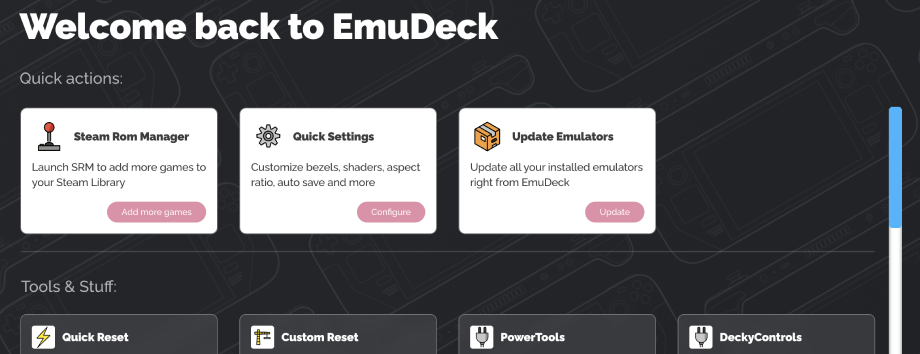 Welcome back to EmuDeck
Quick actions:
Steam Rom Manager
Launch SRM to add more games to
your Steam Library
Add more games
Quick Settings
Customize bezels, shaders, aspect
ratio, auto save and more
Configure
Update Emulators
Update all your installed emulators
right from EmuDeck
Update
Tools & Stuff:
Quick Reset
Custom Reset
PowerTools
DeckyControls